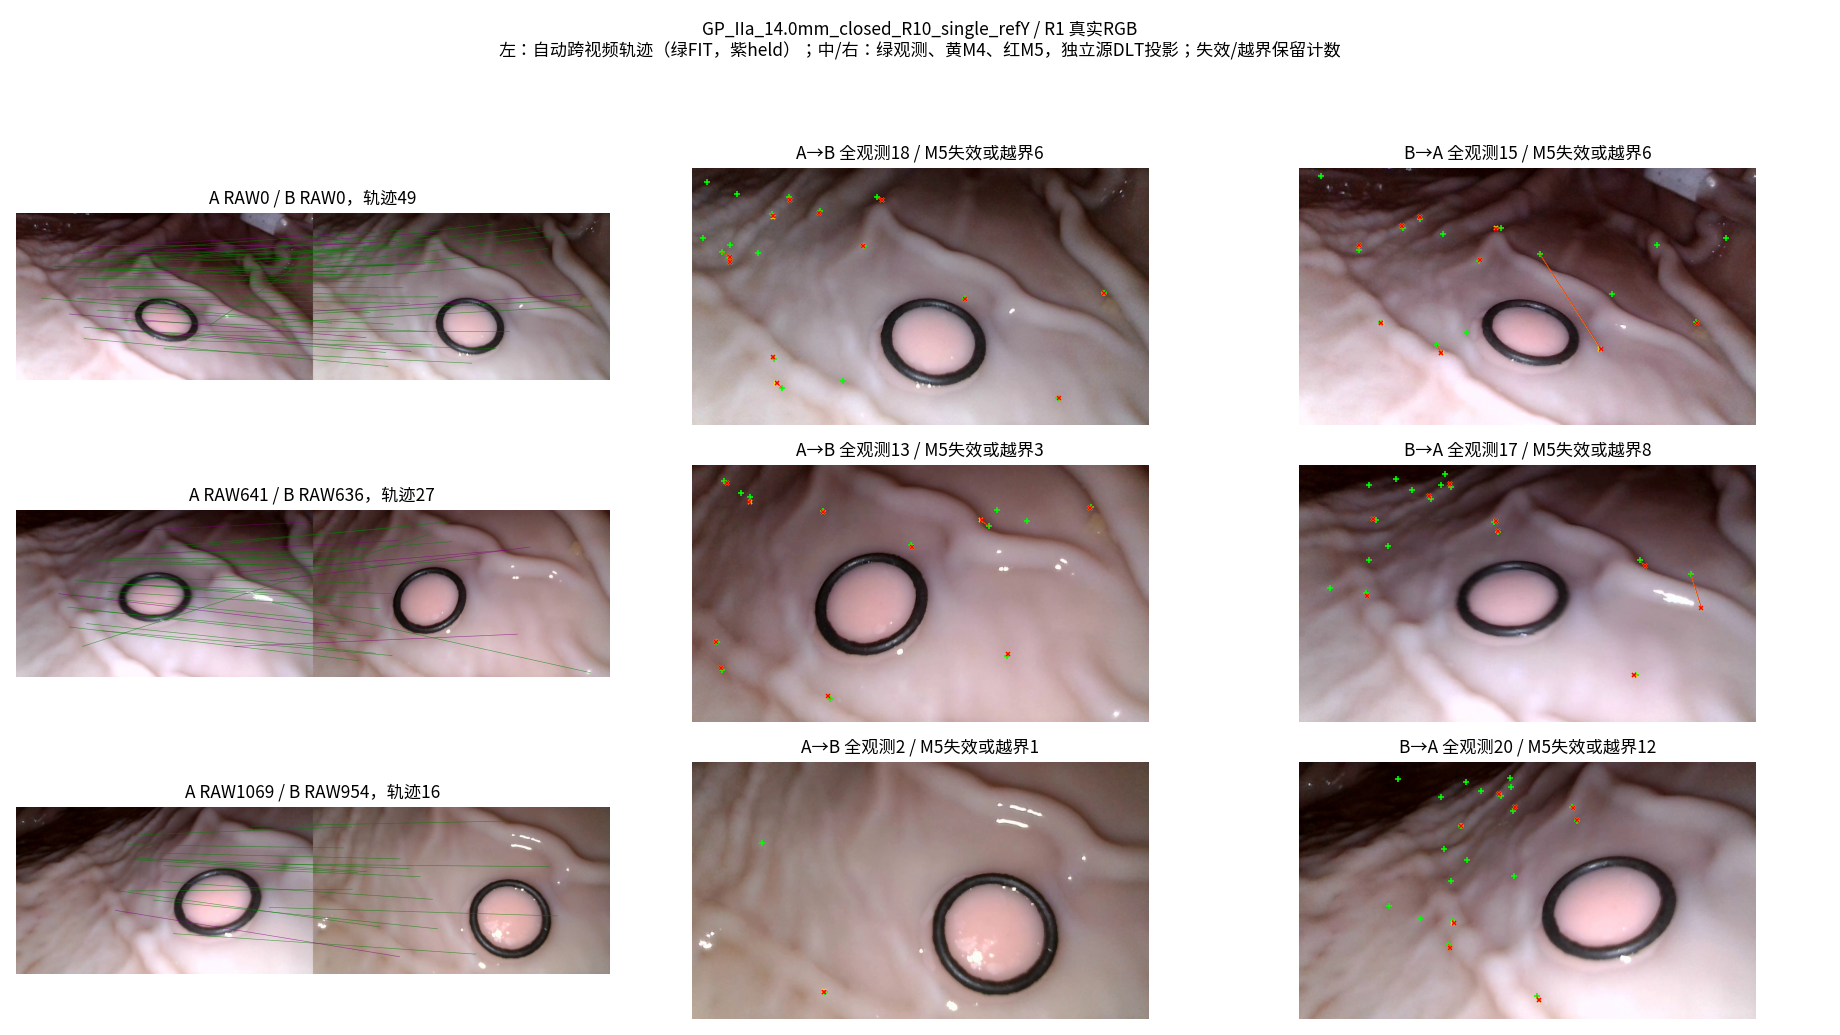 GP_IIa_14.0mm_closed_R10_single_refY / R1 真实RGB
左：自动跨视频轨迹（绿FIT，紫held）；中/右：绿观测、黄M4、红M5，独立源DLT投影；失效/越界保留计数
A RAW0 / B RAW0，轨迹49
A→B 全观测18 / M5失效或越界6
B→A 全观测15 / M5失效或越界6
A RAW641 / B RAW636，轨迹27
A→B 全观测13 / M5失效或越界3
B→A 全观测17 / M5失效或越界8
A RAW1069 / B RAW954，轨迹16
A→B 全观测2 / M5失效或越界1
B→A 全观测20 / M5失效或越界12